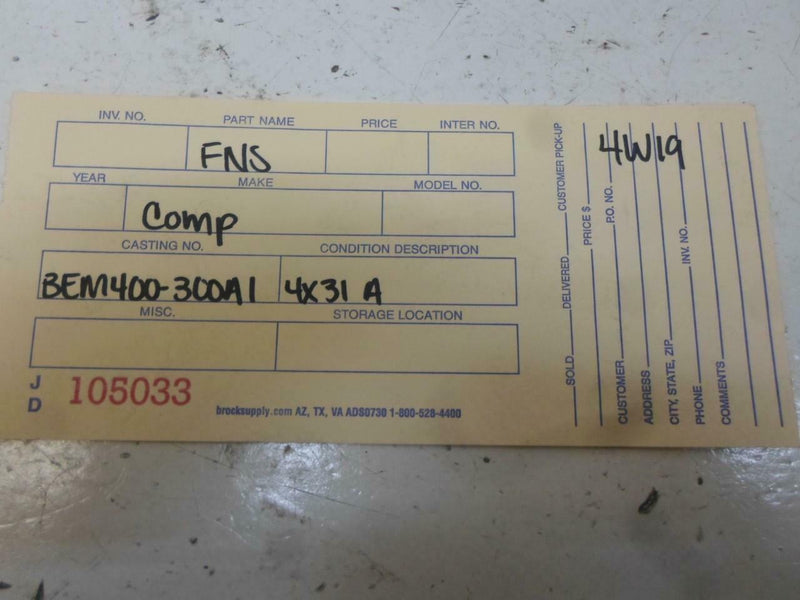 INV. NO. PART NAME PRICE INTER NO.
FNS
YEAR MAKE MODEL NO.
Comp
CASTING NO. CONDITION DESCRIPTION
BEM400-300A1 4X31 A
MISC. STORAGE LOCATION
J D 105033
brocksupply.com AZ, TX, VA ADS0730 1-800-528-4400
4W19
SOLD DELIVERED CUSTOMER PICK-UP
PRICE $
CUSTOMER P.O. NO.
ADDRESS
CITY, STATE, ZIP
PHONE INV. NO.
COMMENTS